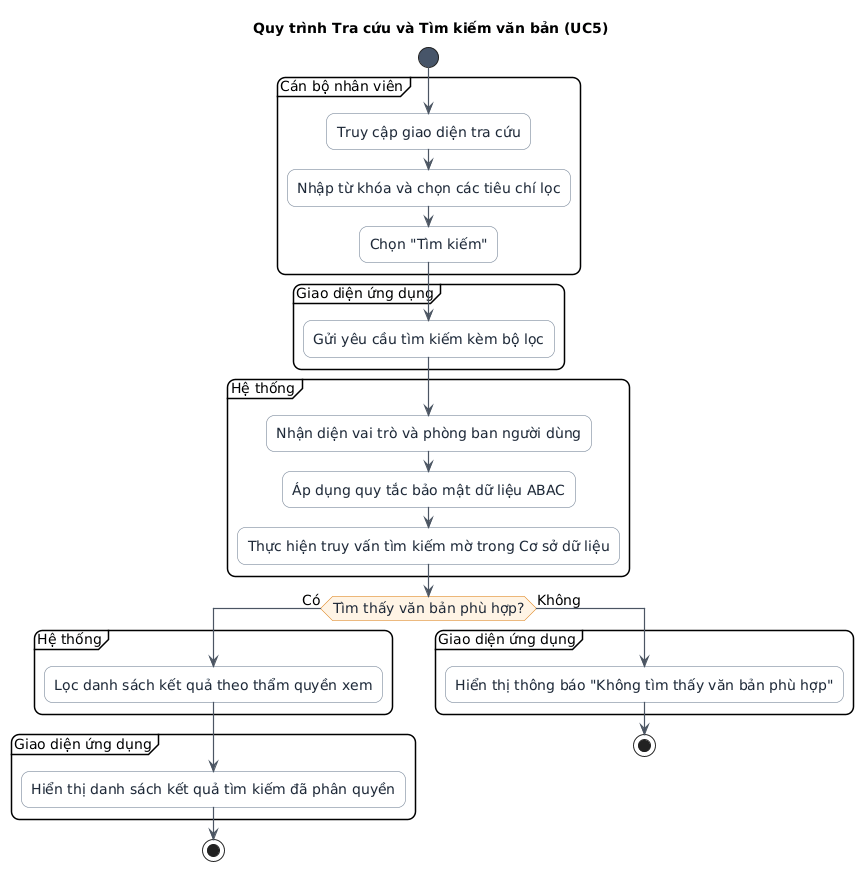 Quy trình Tra cứu và Tìm kiếm văn bản (UC5)
Cán bộ nhân viên
Truy cập giao diện tra cứu
Nhập từ khóa và chọn các tiêu chí lọc
Chọn "Tìm kiếm"
Giao diện ứng dụng
Gửi yêu cầu tìm kiếm kèm bộ lọc
Hệ thống
Nhận diện vai trò và phòng ban người dùng
Áp dụng quy tắc bảo mật dữ liệu ABAC
Thực hiện truy vấn tìm kiếm mờ trong Cơ sở dữ liệu
Có
Tìm thấy văn bản phù hợp?
Không
Hệ thống
Lọc danh sách kết quả theo thẩm quyền xem
Giao diện ứng dụng
Hiển thị thông báo "Không tìm thấy văn bản phù hợp"
Giao diện ứng dụng
Hiển thị danh sách kết quả tìm kiếm đã phân quyền